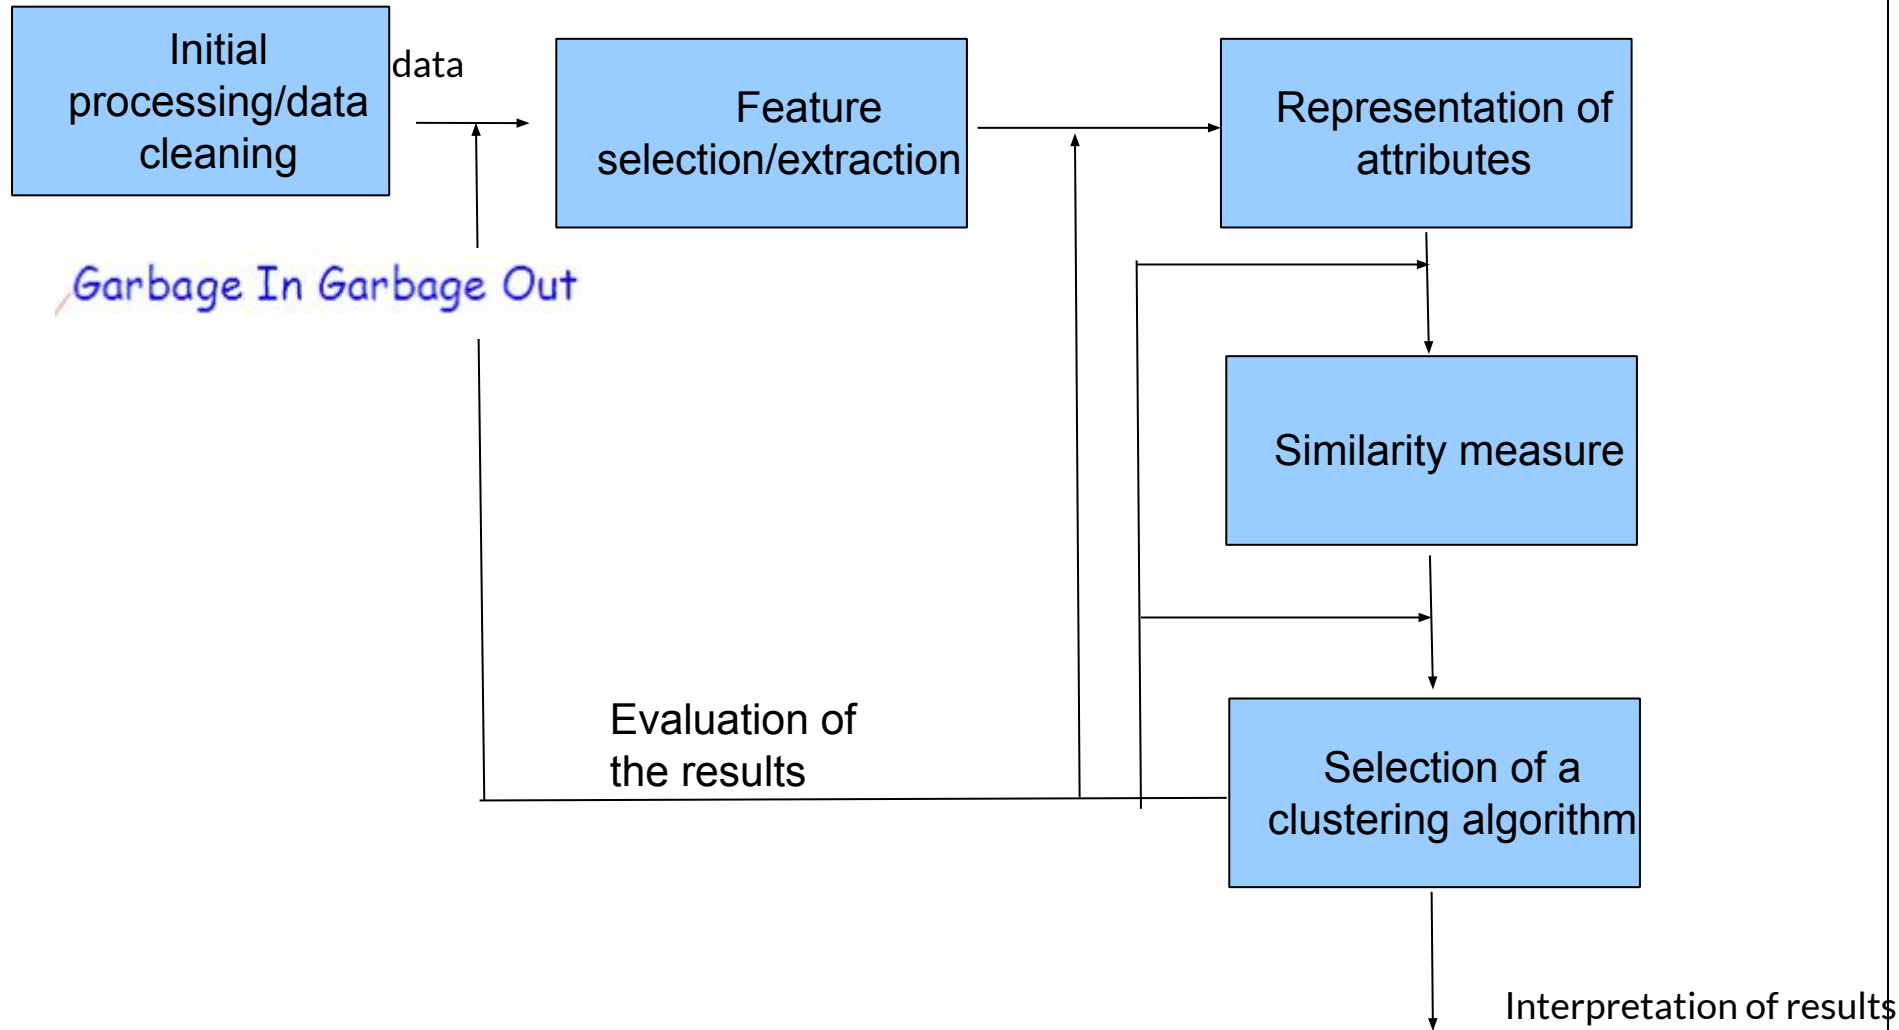 Initial
processing/data
cleaning
data
Feature
selection/extraction
Representation of
attributes
Garbage In Garbage Out
Similarity measure
Evaluation of
the results
Selection of a
clustering algorithm
Interpretation of results